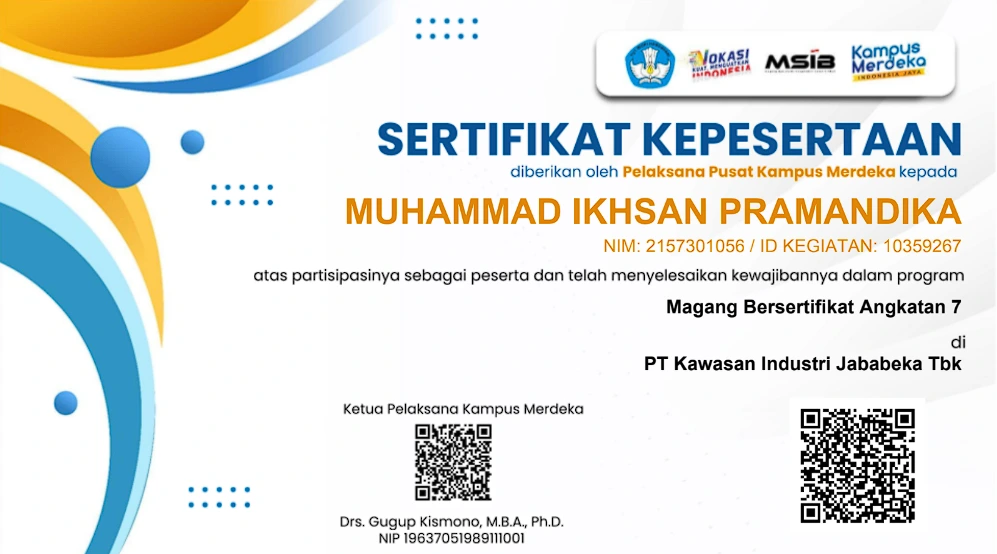 VOKASI
KUAT MENGUATKAN
INDONESIA
MSIB
Kampus
Merdeka
INDONESIA JAYA
SERTIFIKAT KEPESERTAAN
diberikan oleh Pelaksana Pusat Kampus Merdeka kepada
MUHAMMAD IKHSAN PRAMANDIKA
NIM: 2157301056 / ID KEGIATAN: 10359267
atas partisipasinya sebagai peserta dan telah menyelesaikan kewajibannya dalam program
Magang Bersertifikat Angkatan 7
di
PT Kawasan Industri Jababeka Tbk
Ketua Pelaksana Kampus Merdeka
Drs. Gugup Kismono, M.B.A., Ph.D.
NIP 19637051989111001